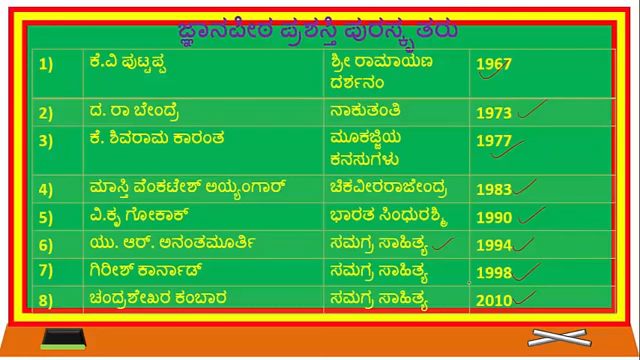 ಜ್ಞಾನಪೀಠ ಪ್ರಶಸ್ತಿ ಪುರಸ್ಕೃತರು
1) ಕೆ.ವಿ ಪುಟ್ಟಪ್ಪ ಶ್ರೀ ರಾಮಾಯಣ 1967
ದರ್ಶನಂ
2) ದ. ರಾ ಬೇಂದ್ರೆ ನಾಕುತಂತಿ 1973
3) ಕೆ. ಶಿವರಾಮ ಕಾರಂತ ಮೂಕಜ್ಜಿಯ 1977
ಕನಸುಗಳು
4) ಮಾಸ್ತಿ ವೆಂಕಟೇಶ್ ಅಯ್ಯಂಗಾರ್ ಚಿಕವೀರರಾಜೇಂದ್ರ 1983
5) ವಿ.ಕೃ ಗೋಕಾಕ್ ಭಾರತ ಸಿಂಧುರಶ್ಮಿ 1990
6) ಯು. ಆರ್. ಅನಂತಮೂರ್ತಿ ಸಮಗ್ರ ಸಾಹಿತ್ಯ 1994
7) ಗಿರೀಶ್ ಕಾರ್ನಾಡ್ ಸಮಗ್ರ ಸಾಹಿತ್ಯ 1998
8) ಚಂದ್ರಶೇಖರ ಕಂಬಾರ ಸಮಗ್ರ ಸಾಹಿತ್ಯ 2010